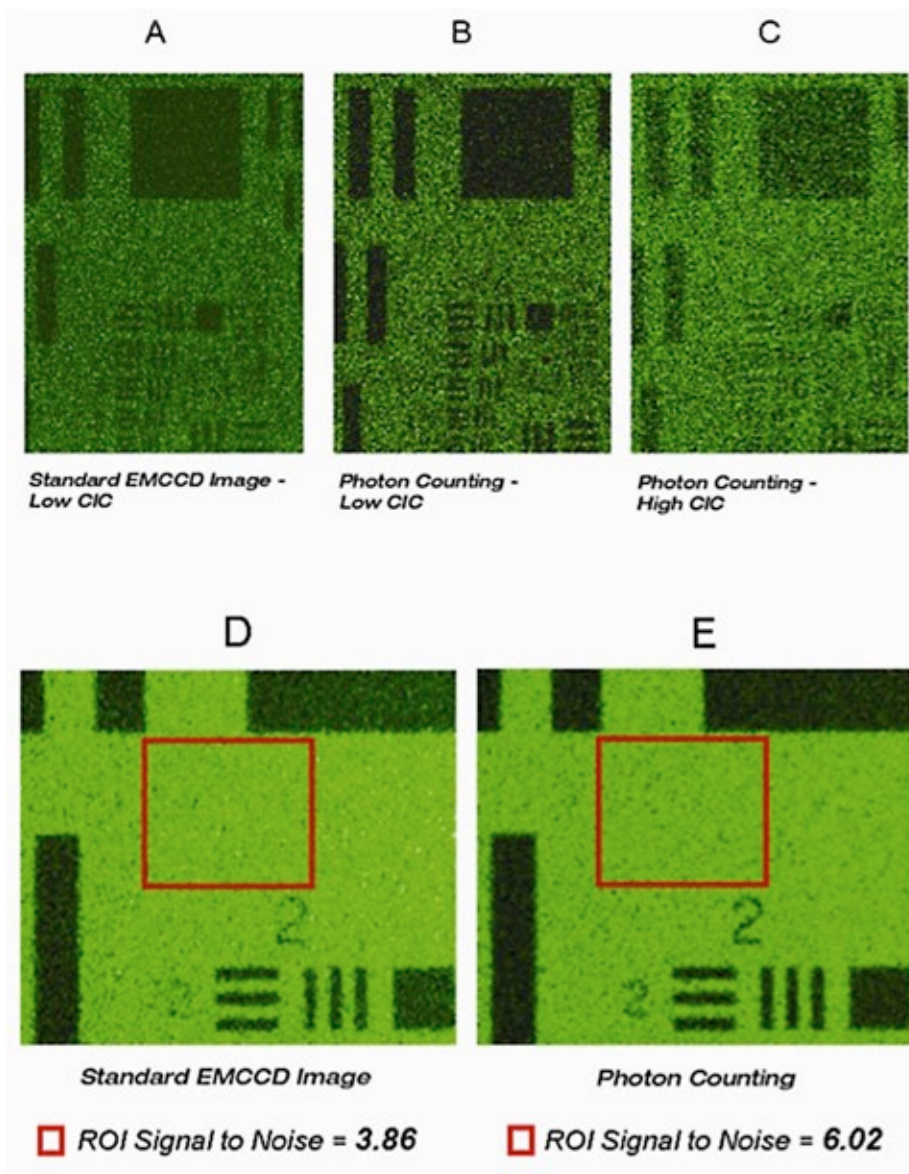 A
B
C
Standard EMCCD Image -
Low CIC
Photon Counting -
Low CIC
Photon Counting -
High CIC
D
E
2
2
2
2
Standard EMCCD Image
Photon Counting
ROI Signal to Noise = 3.86
ROI Signal to Noise = 6.02